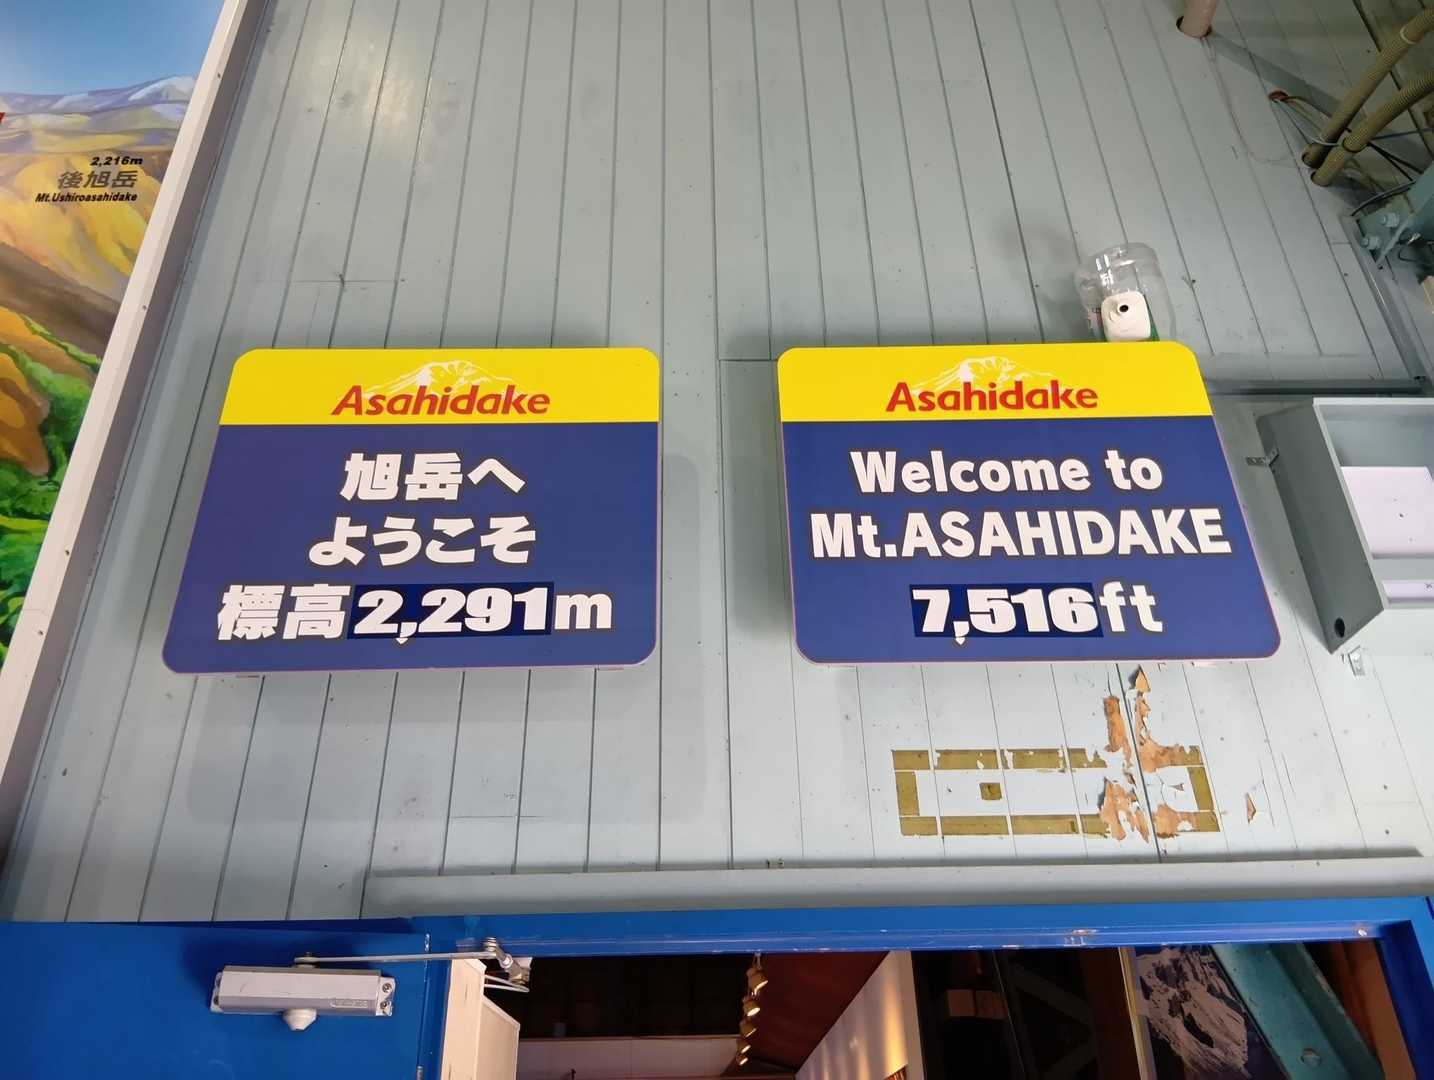 2,216m
後旭岳
Mt.Ushiroasahidake
Asahidake
旭岳へ
ようこそ
標高2,291m
Asahidake
Welcome to
Mt.ASAHIDAKE
7,516ft